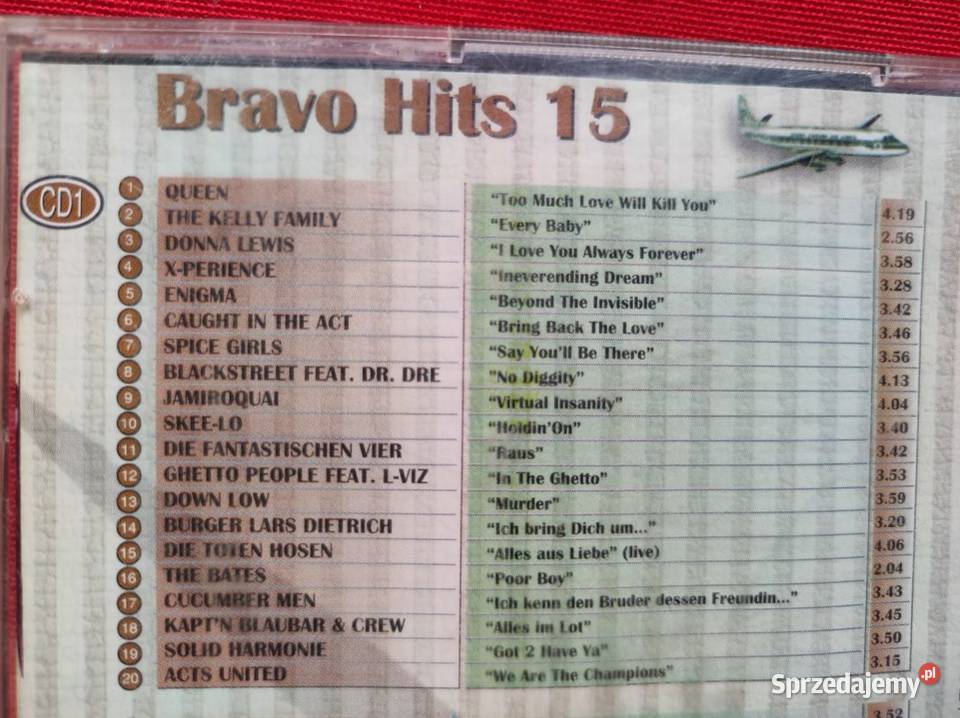 Bravo Hits 15
CD1
1 QUEEN "Too Much Love Will Kill You" 4.19
2 THE KELLY FAMILY "Every Baby" 2.56
3 DONNA LEWIS "I Love You Always Forever" 3.58
4 X-PERIENCE "Ineverending Dream" 3.28
5 ENIGMA "Beyond The Invisible" 3.42
6 CAUGHT IN THE ACT "Bring Back The Love" 3.46
7 SPICE GIRLS "Say You'll Be There" 3.56
8 BLACKSTREET FEAT. DR. DRE "No Diggity" 4.13
9 JAMIROQUAI "Virtual Insanity" 4.04
10 SKEE-LO "Holdin'On" 3.40
11 DIE FANTASTISCHEN VIER "Raus" 3.42
12 GHETTO PEOPLE FEAT. L-VIZ "In The Ghetto" 3.53
13 DOWN LOW "Murder" 3.59
14 BURGER LARS DIETRICH "Ich bring Dich um..." 3.20
15 DIE TOTEN HOSEN "Alles aus Liebe" (live) 4.06
16 THE BATES "Poor Boy" 2.04
17 CUCUMBER MEN "Ich kenn den Bruder dessen Freundin..." 3.43
18 KAPT'N BLAUBAR & CREW "Alles im Lot" 3.45
19 SOLID HARMONIE "Got 2 Have Ya" 3.50
20 ACTS UNITED "We Are The Champions" 3.15
3.52
Sprzedajemy.pl